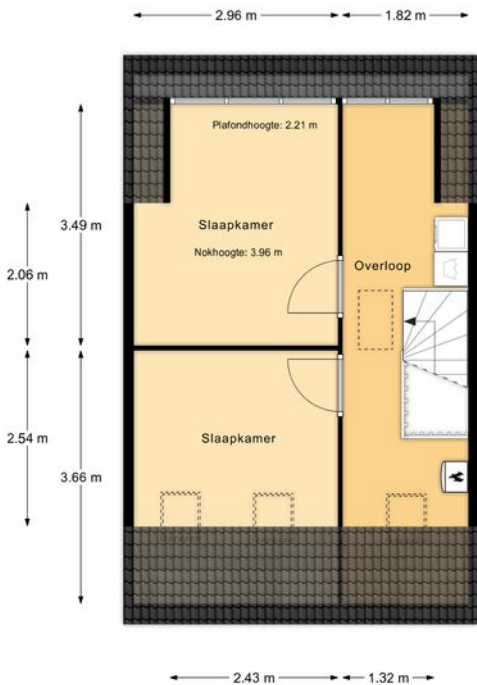 2.96 m
1.82 m
Plafondhoogte: 2.21 m
3.49 m
Slaapkamer
Nokhoogte: 3.96 m
Overloop
2.06 m
2.54 m
Slaapkamer
3.66 m
2.43 m
1.32 m